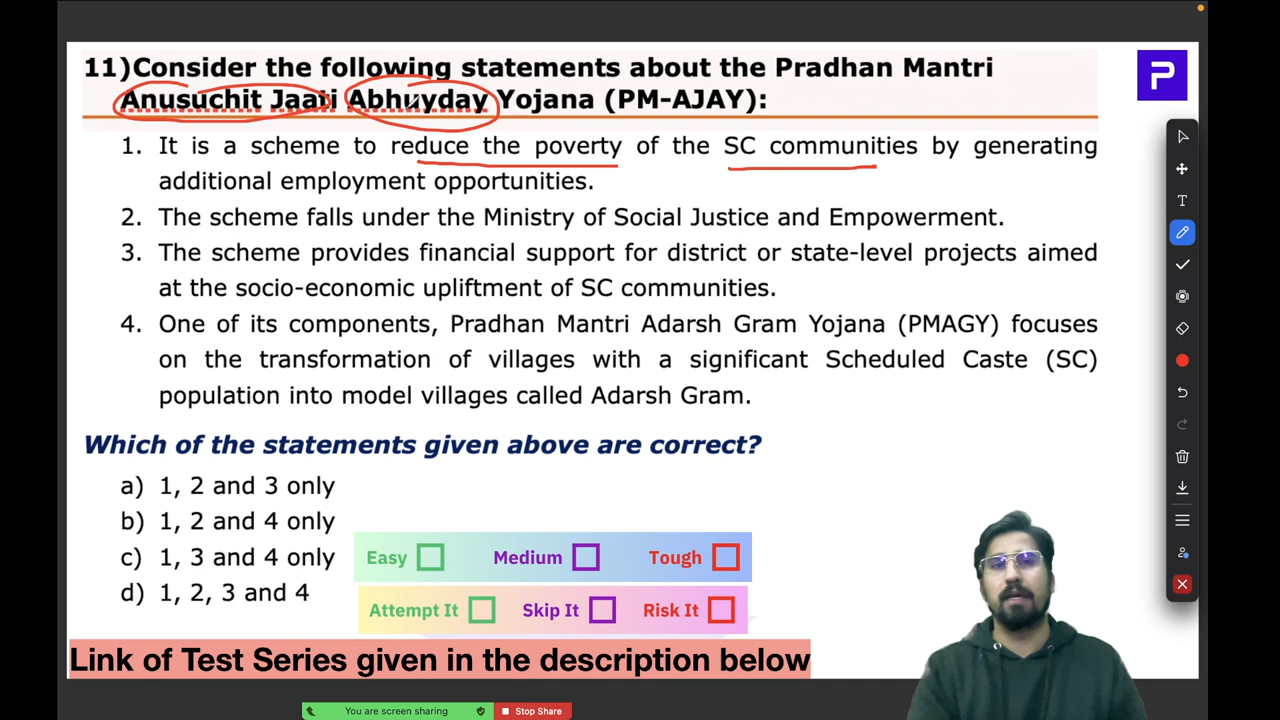 11)Consider the following statements about the Pradhan Mantri
Anusuchit Jaati Abhuyday Yojana (PM-AJAY):
1. It is a scheme to reduce the poverty of the SC communities by generating
additional employment opportunities.
2. The scheme falls under the Ministry of Social Justice and Empowerment.
3. The scheme provides financial support for district or state-level projects aimed
at the socio-economic upliftment of SC communities.
4. One of its components, Pradhan Mantri Adarsh Gram Yojana (PMAGY) focuses
on the transformation of villages with a significant Scheduled Caste (SC)
population into model villages called Adarsh Gram.
Which of the statements given above are correct?
a) 1, 2 and 3 only
b) 1, 2 and 4 only
c) 1, 3 and 4 only
d) 1, 2, 3 and 4
Easy Medium Tough
Attempt It Skip It Risk It
Link of Test Series given in the description below
You are screen sharing Stop Share
P
T